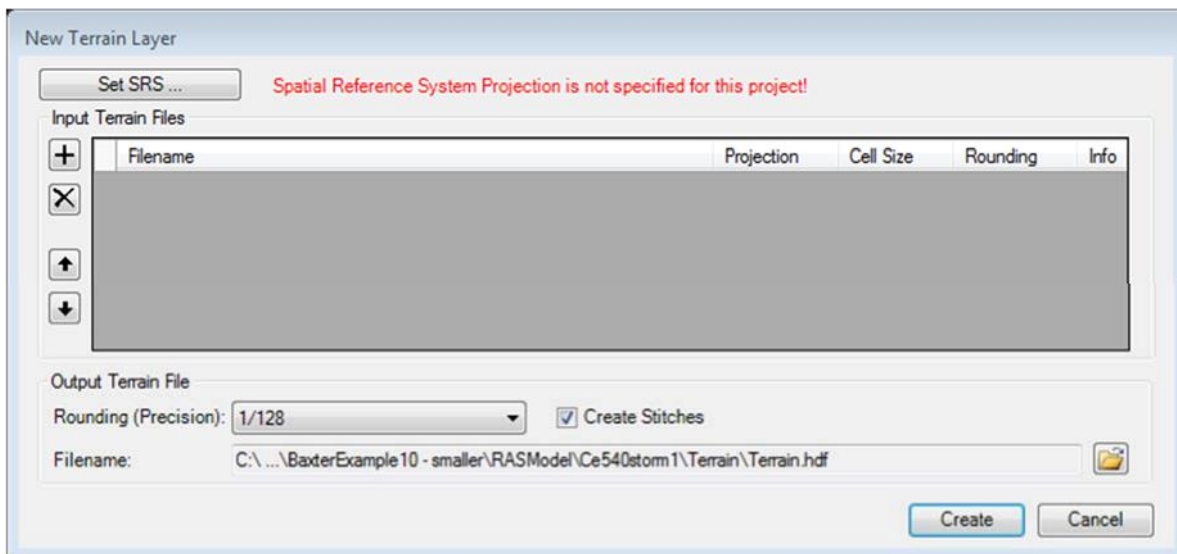 New Terrain Layer
Set SRS ... Spatial Reference System Projection is not specified for this project!
Input Terrain Files
Filename Projection Cell Size Rounding Info
Output Terrain File
Rounding (Precision): 1/128 Create Stitches
Filename: C:\ ...\BaxterExample10 - smaller\RASModel\Ce540storm1\Terrain\Terrain.hdf
Create Cancel